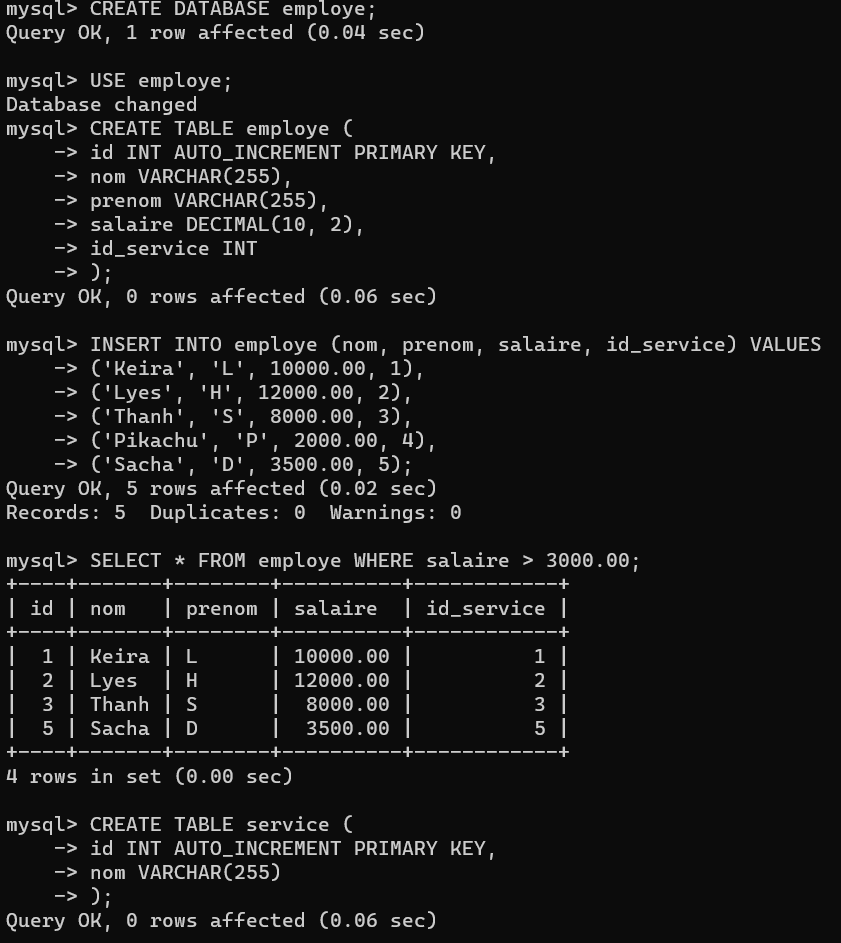 mysql> CREATE DATABASE employe;
Query OK, 1 row affected (0.04 sec)

mysql> USE employe;
Database changed
mysql> CREATE TABLE employe (
    -> id INT AUTO_INCREMENT PRIMARY KEY,
    -> nom VARCHAR(255),
    -> prenom VARCHAR(255),
    -> salaire DECIMAL(10, 2),
    -> id_service INT
    -> );
Query OK, 0 rows affected (0.06 sec)

mysql> INSERT INTO employe (nom, prenom, salaire, id_service) VALUES
    -> ('Keira', 'L', 10000.00, 1),
    -> ('Lyes', 'H', 12000.00, 2),
    -> ('Thanh', 'S', 8000.00, 3),
    -> ('Pikachu', 'P', 2000.00, 4),
    -> ('Sacha', 'D', 3500.00, 5);
Query OK, 5 rows affected (0.02 sec)
Records: 5  Duplicates: 0  Warnings: 0

mysql> SELECT * FROM employe WHERE salaire > 3000.00;
+----+-------+--------+----------+------------+
| id | nom   | prenom | salaire  | id_service |
+----+-------+--------+----------+------------+
|  1 | Keira | L      | 10000.00 |          1 |
|  2 | Lyes  | H      | 12000.00 |          2 |
|  3 | Thanh | S      |  8000.00 |          3 |
|  5 | Sacha | D      |  3500.00 |          5 |
+----+-------+--------+----------+------------+
4 rows in set (0.00 sec)

mysql> CREATE TABLE service (
    -> id INT AUTO_INCREMENT PRIMARY KEY,
    -> nom VARCHAR(255)
    -> );
Query OK, 0 rows affected (0.06 sec)